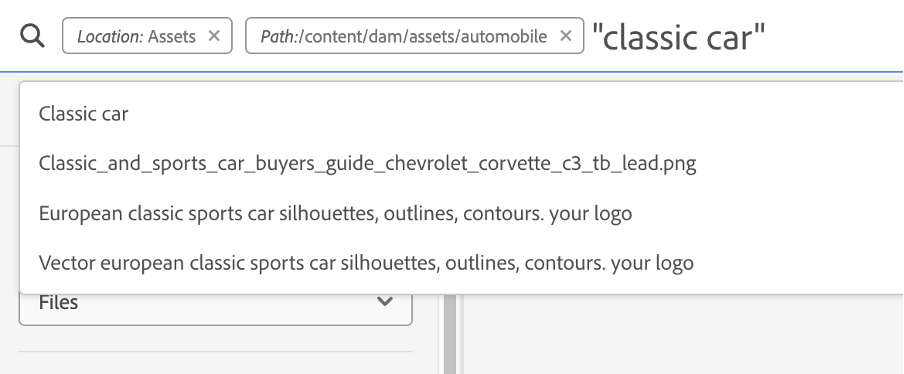 Location: Assets × Path:/content/dam/assets/automobile × "classic car"
Classic car
Classic_and_sports_car_buyers_guide_chevrolet_corvette_c3_tb_lead.png
European classic sports car silhouettes, outlines, contours. your logo
Vector european classic sports car silhouettes, outlines, contours. your logo
Files